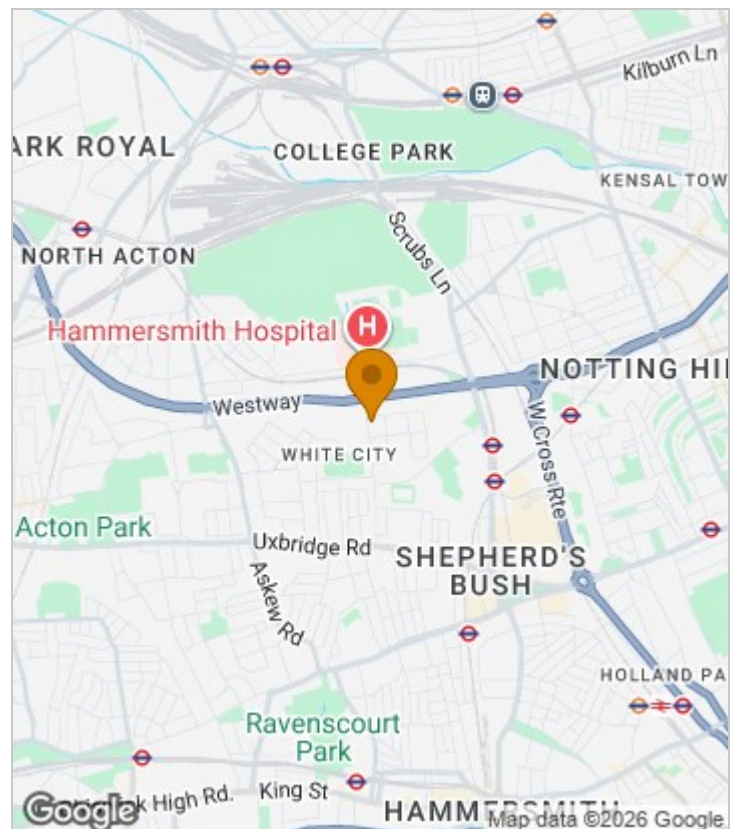 Kilburn Ln
ARK ROYAL
COLLEGE PARK
KENSAL TOW
Scrubs Ln
NORTH ACTON
Hammersmith Hospital
H
NOTTING HI
Westway
W Cross Rte
WHITE CITY
Acton Park
Uxbridge Rd
SHEPHERD'S
BUSH
Askew Rd
HOLLAND PA
Ravenscourt
Park
King St
High Rd.
HAMMERSMITH
Google
Map data ©2026 Google